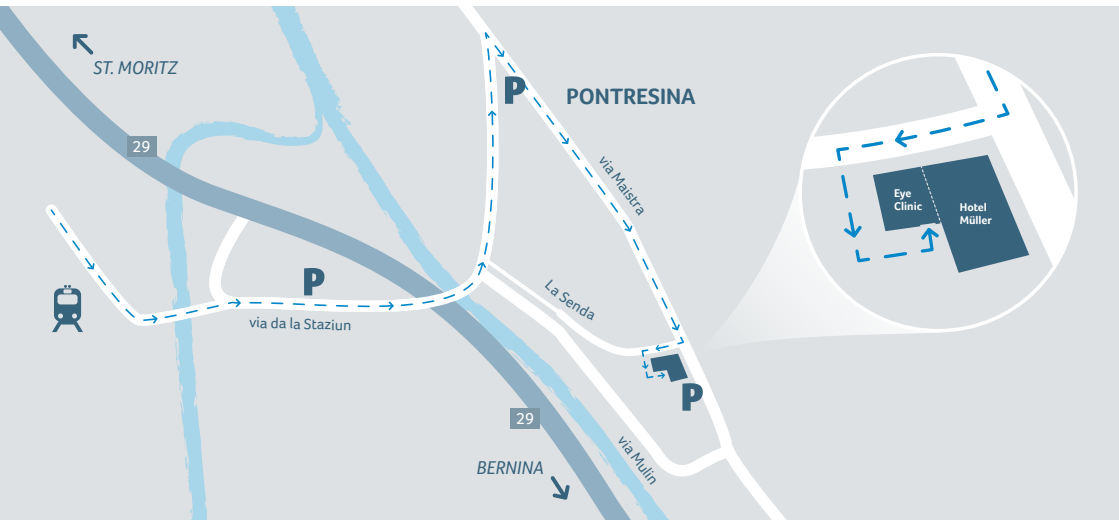 ST. MORITZ
29
P
PONTRESINA
via Maistra
Eye
Clinic
Hotel
Müller
P
via da la Staziun
La Senda
P
29
BERNINA
via Mulin